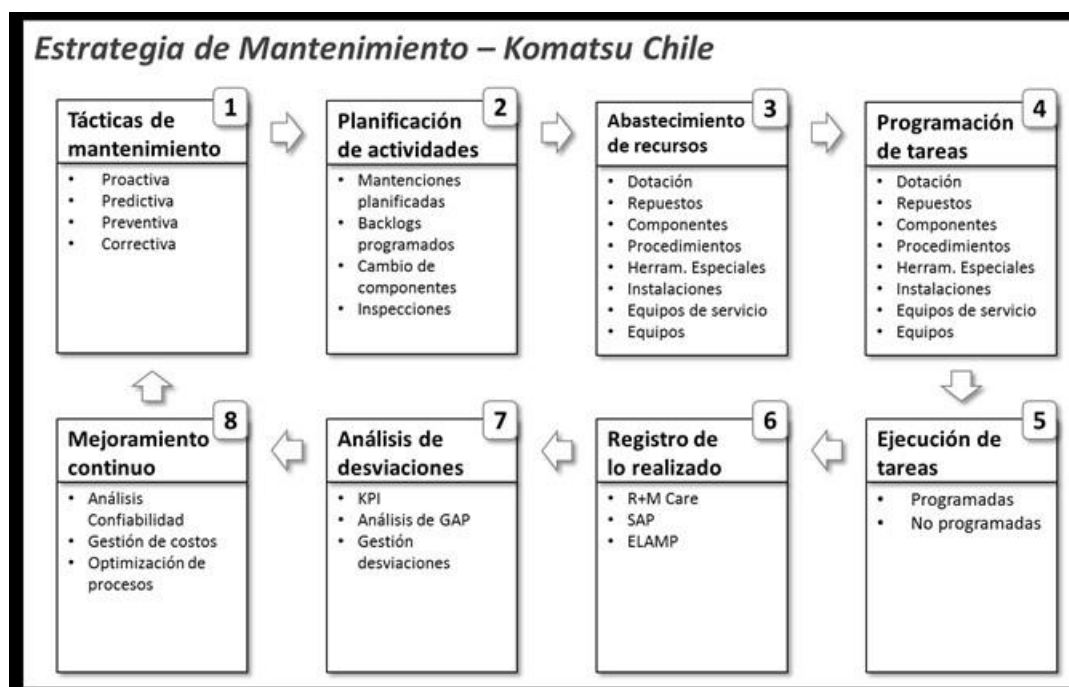 Estrategia de Mantenimiento – Komatsu Chile
1
Tácticas de
mantenimiento
• Proactiva
• Predictiva
• Preventiva
• Correctiva
2
Planificación
de actividades
• Mantenciones
planificadas
• Backlogs
programados
• Cambio de
componentes
• Inspecciones
3
Abastecimiento
de recursos
• Dotación
• Repuestos
• Componentes
• Procedimientos
• Herram. Especiales
• Instalaciones
• Equipos de servicio
• Equipos
4
Programación
de tareas
• Dotación
• Repuestos
• Componentes
• Procedimientos
• Herram. Especiales
• Instalaciones
• Equipos de servicio
• Equipos
5
Ejecución de
tareas
• Programadas
• No programadas
6
Registro de
lo realizado
• R+M Care
• SAP
• ELAMP
7
Análisis de
desviaciones
• KPI
• Análisis de GAP
• Gestión
desviaciones
8
Mejoramiento
continuo
• Análisis
Confiabilidad
• Gestión de costos
• Optimización de
procesos